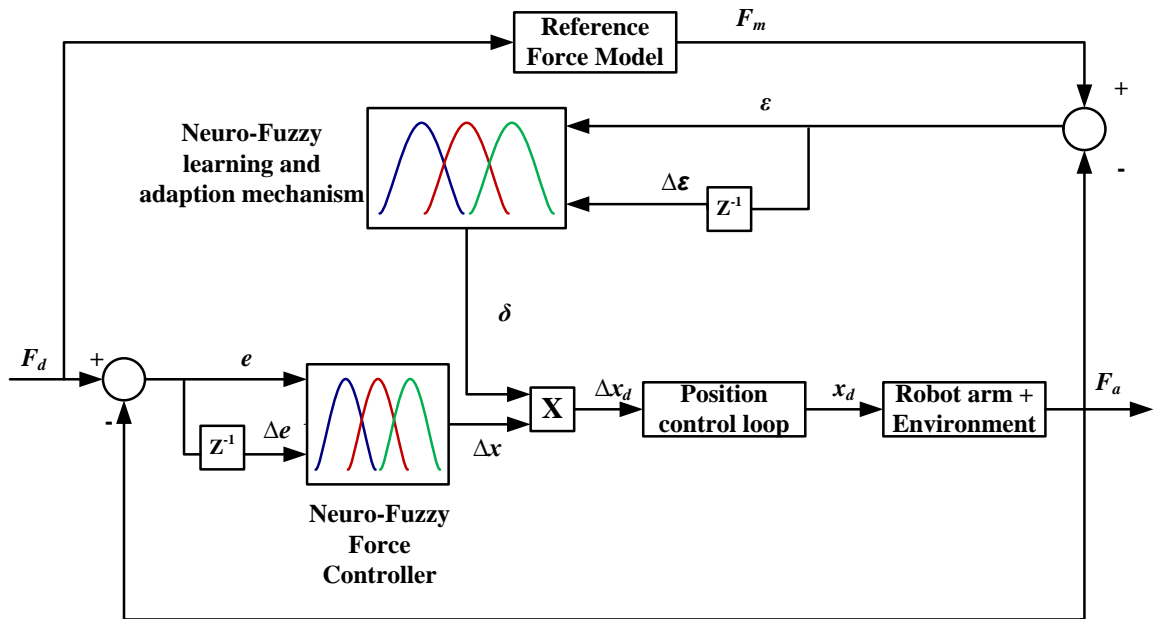 Reference
Force Model
F_m
+
-
ε
Neuro-Fuzzy
learning and
adaption mechanism
Δε
Z⁻¹
δ
F_d
+
-
e
Z⁻¹
Δe
Δx
X
Δx_d
Position
control loop
x_d
Robot arm +
Environment
F_a
Neuro-Fuzzy
Force
Controller